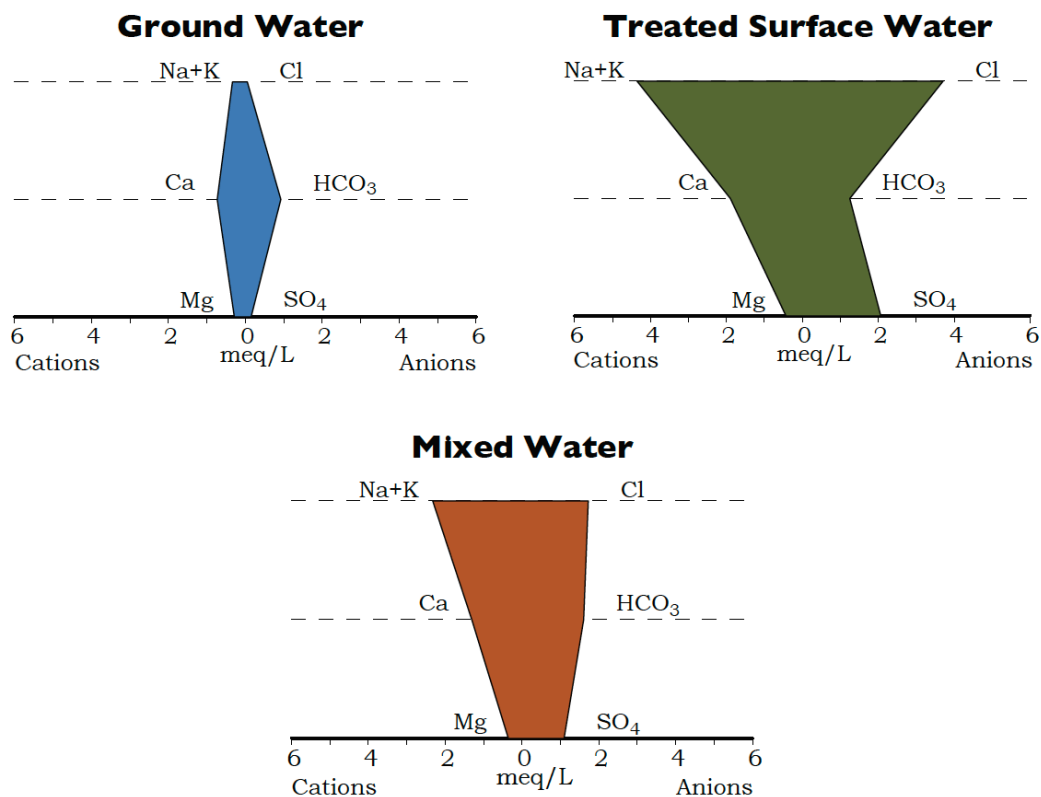 Ground Water
Na+K Cl
Ca HCO₃
Mg SO₄
6 4 2 0 2 4 6
Cations meq/L Anions
Treated Surface Water
Na+K Cl
Ca HCO₃
Mg SO₄
6 4 2 0 2 4 6
Cations meq/L Anions
Mixed Water
Na+K Cl
Ca HCO₃
Mg SO₄
6 4 2 0 2 4 6
Cations meq/L Anions